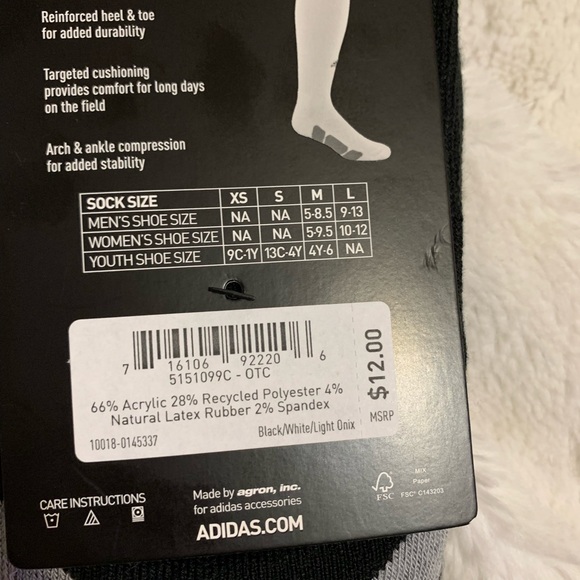 Reinforced heel & toe
for added durability
Targeted cushioning
provides comfort for long days
on the field
Arch & ankle compression
for added stability
SOCK SIZE XS S M L
MEN'S SHOE SIZE NA NA 5-8.5 9-13
WOMEN'S SHOE SIZE NA NA 5-9.5 10-12
YOUTH SHOE SIZE 9C-1Y 13C-4Y 4Y-6 NA
7 16106 92220 6
5151099C - OTC
66% Acrylic 28% Recycled Polyester 4%
Natural Latex Rubber 2% Spandex
10018-0145337 Black/White/Light Onix
$12.00
MSRP
CARE INSTRUCTIONS
Made by agron, inc.
for adidas accessories
ADIDAS.COM
FSC
MIX
Paper
FSC® C143203